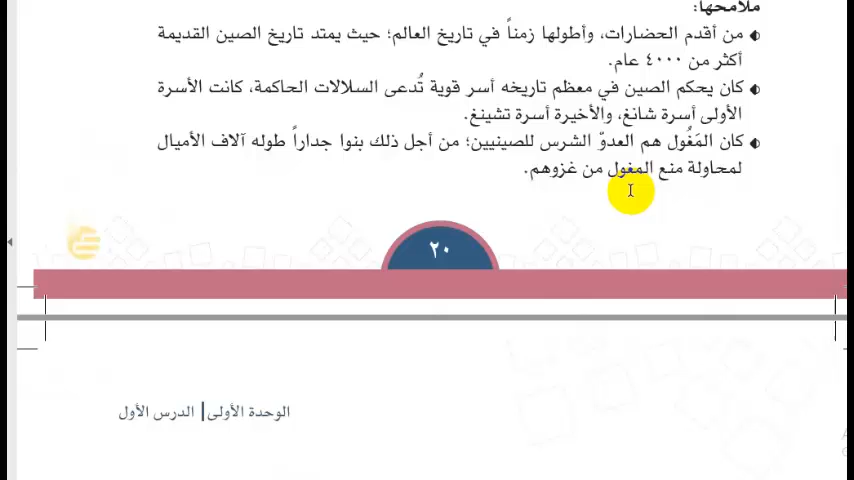 ملامحها:
من أقدم الحضارات، وأطولها زمناً في تاريخ العالم؛ حيث يمتد تاريخ الصين القديمة
أكثر من ٤٠٠٠ عام.
كان يحكم الصين في معظم تاريخه أسر قوية تُدعى السلالات الحاكمة، كانت الأسرة
الأولى أسرة شانغ، والأخيرة أسرة تشينغ.
كان المَغُول هم العدوّ الشرس للصينيين؛ من أجل ذلك بنوا جداراً طوله آلاف الأميال
لمحاولة منع المغول من غزوهم.
٢٠
الوحدة الأولى | الدرس الأول